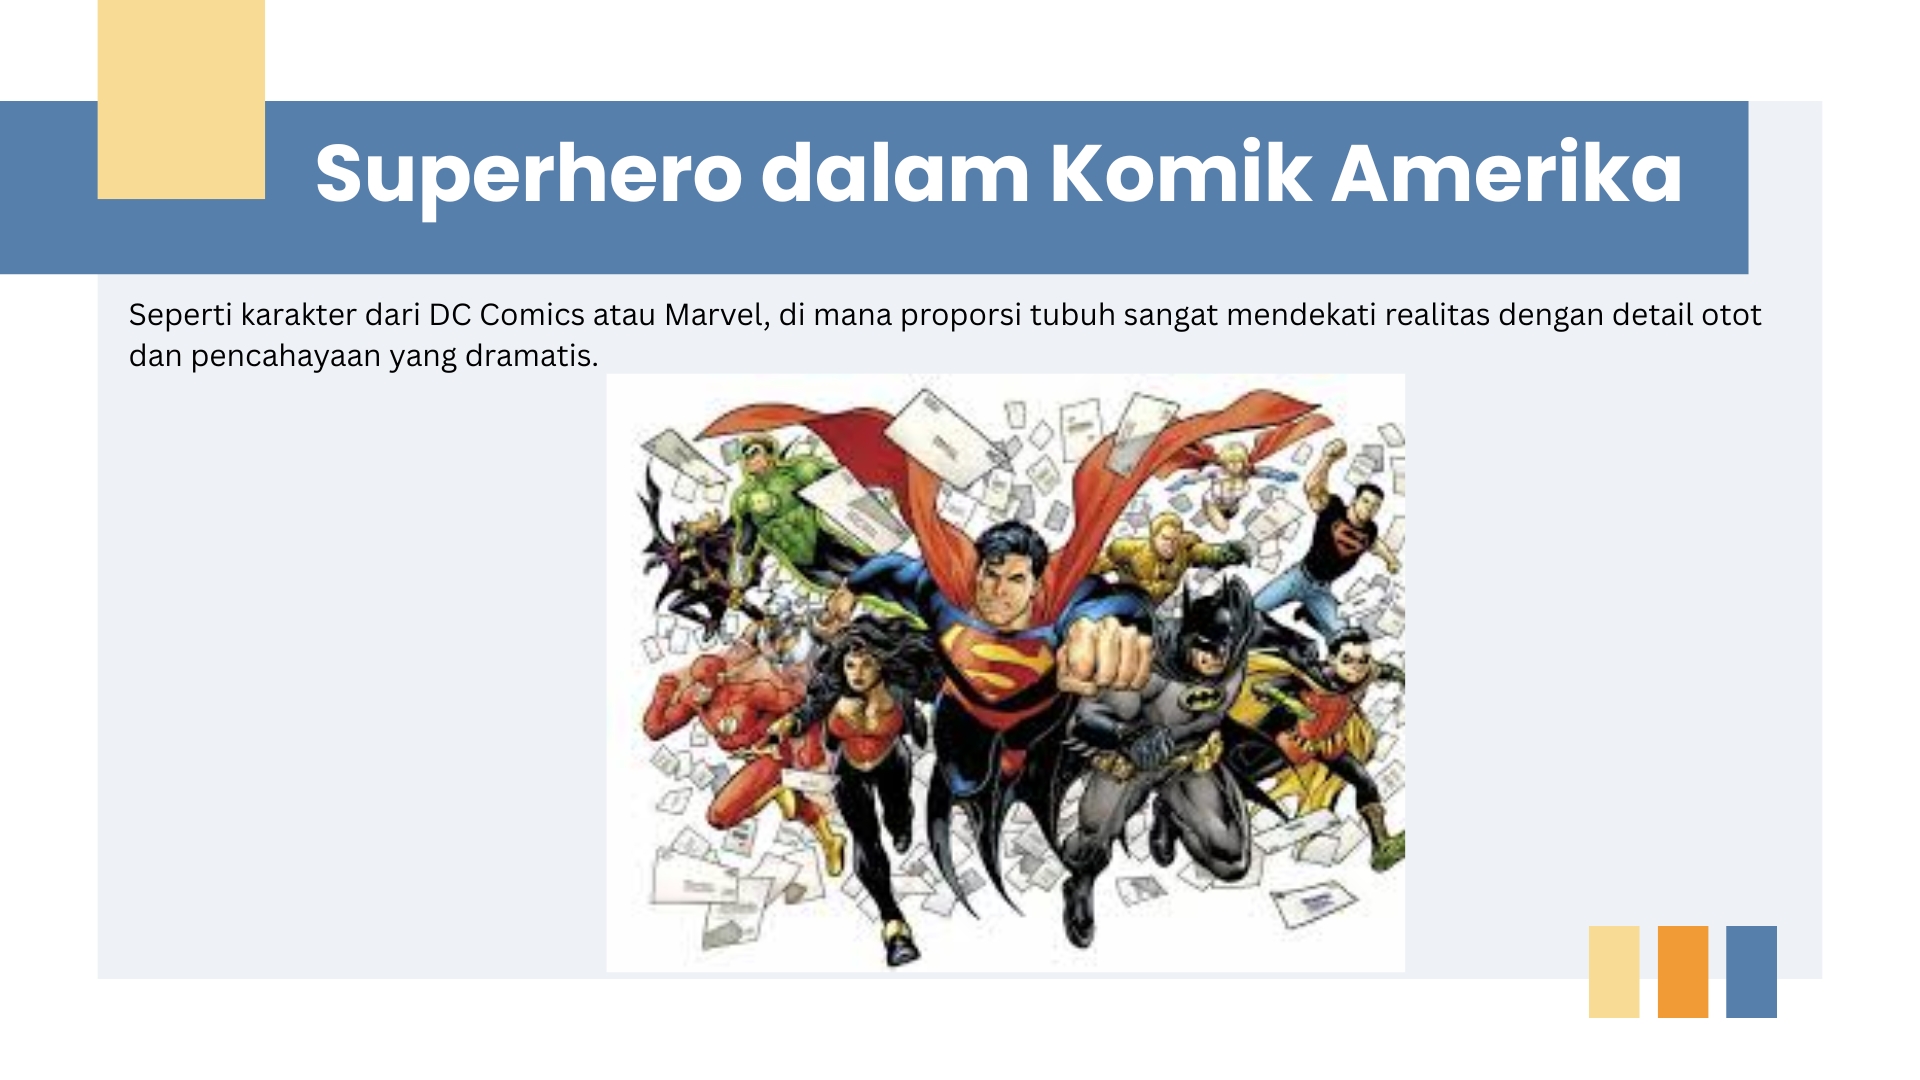 Superhero dalam Komik Amerika
Seperti karakter dari DC Comics atau Marvel, di mana proporsi tubuh sangat mendekati realitas dengan detail otot
dan pencahayaan yang dramatis.